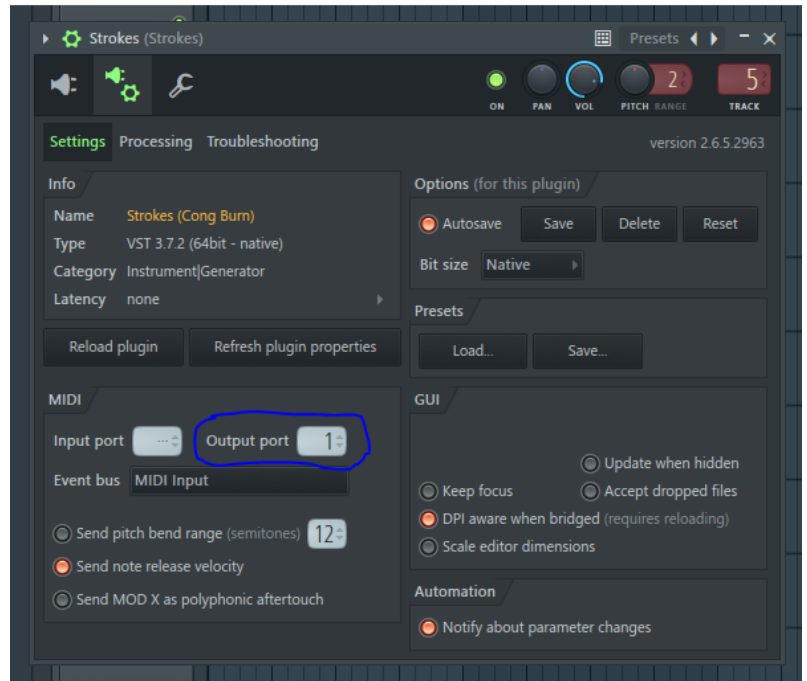 Strokes (Strokes)
Presets
2
5
ON PAN VOL PITCH RANGE TRACK
Settings Processing Troubleshooting
version 2.6.5.2963
Info
Name Strokes (Cong Burn)
Type VST 3.7.2 (64bit - native)
Category Instrument|Generator
Latency none
Reload plugin Refresh plugin properties
Options (for this plugin)
Autosave Save Delete Reset
Bit size Native
Presets
Load... Save...
MIDI
Input port --- Output port 1
Event bus MIDI Input
Send pitch bend range (semitones) 12
Send note release velocity
Send MOD X as polyphonic aftertouch
GUI
Update when hidden
Keep focus Accept dropped files
DPI aware when bridged (requires reloading)
Scale editor dimensions
Automation
Notify about parameter changes